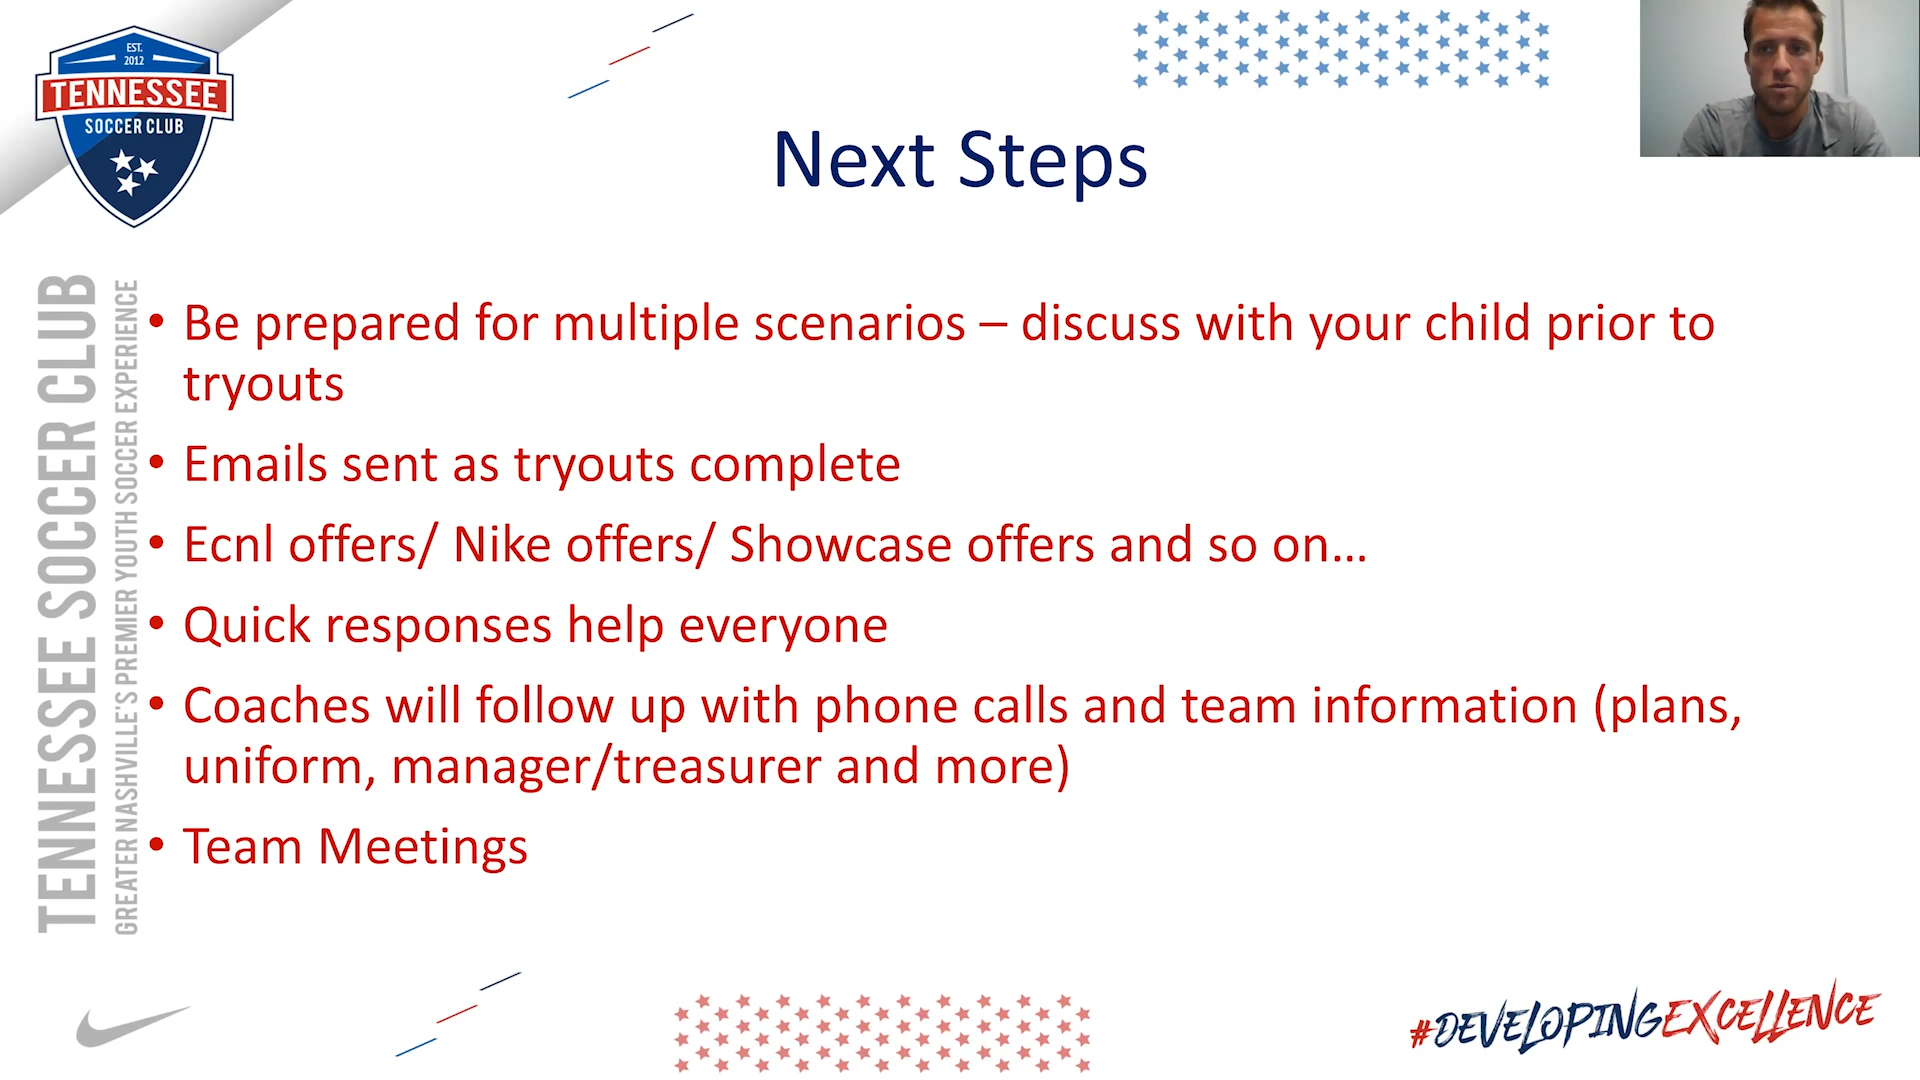 EST.
2012
TENNESSEE
SOCCER CLUB
Next Steps
TENNESSEE SOCCER CLUB
GREATER NASHVILLE'S PREMIER YOUTH SOCCER EXPERIENCE
• Be prepared for multiple scenarios – discuss with your child prior to
tryouts
• Emails sent as tryouts complete
• Ecnl offers/ Nike offers/ Showcase offers and so on...
• Quick responses help everyone
• Coaches will follow up with phone calls and team information (plans,
uniform, manager/treasurer and more)
• Team Meetings
#DEVELOPINGEXCELLENCE